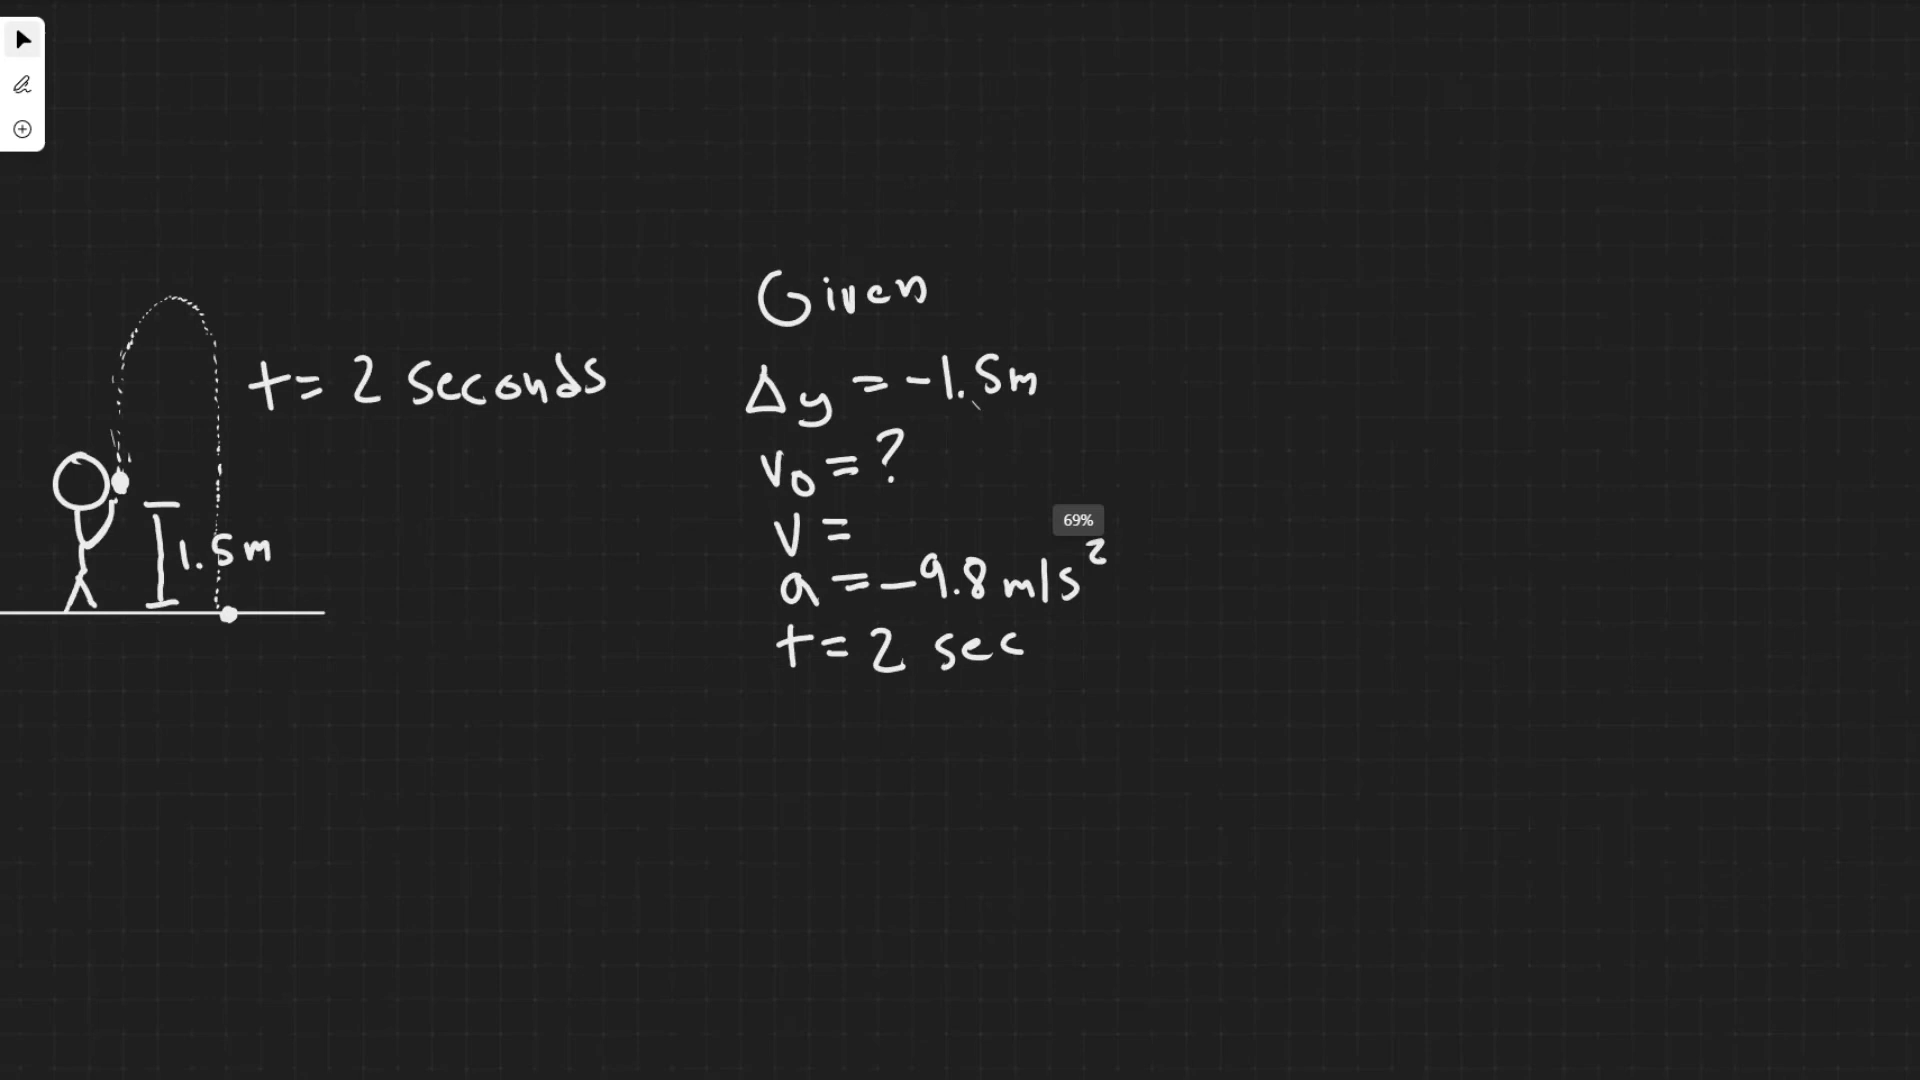 Given
t = 2 seconds
Δy = -1.5m
v₀ = ?
v =
69%
1.5m
a = -9.8 m/s²
t = 2 sec